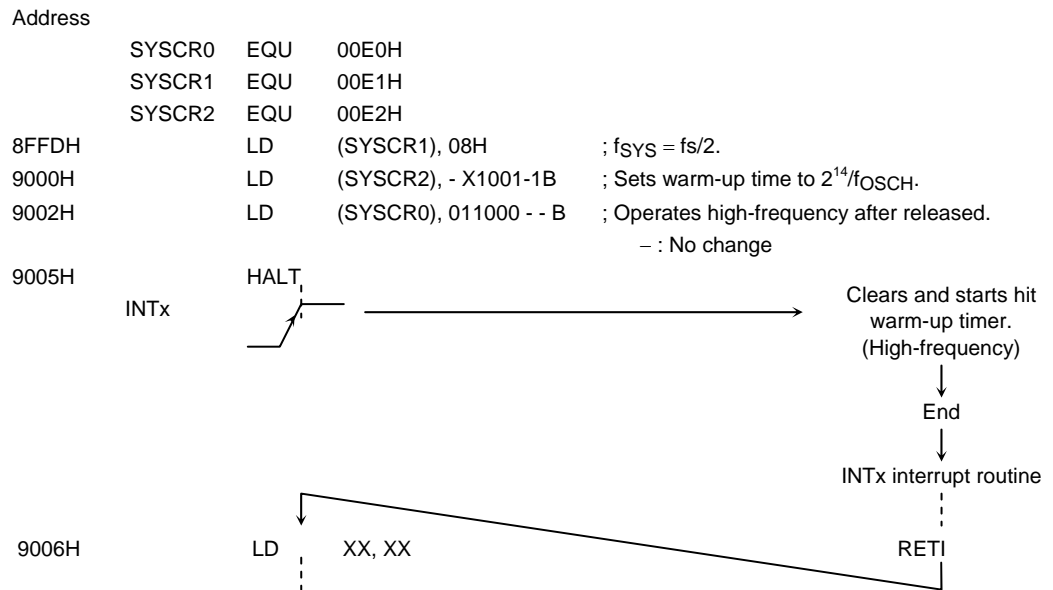 Address
SYSCR0 EQU 00E0H
SYSCR1 EQU 00E1H
SYSCR2 EQU 00E2H
8FFDH LD (SYSCR1), 08H ; fSYS = fs/2.
9000H LD (SYSCR2), - X1001-1B ; Sets warm-up time to 2^14/fOSCH.
9002H LD (SYSCR0), 011000 - - B ; Operates high-frequency after released.
− : No change
9005H HALT
INTx
Clears and starts hit
warm-up timer.
(High-frequency)
End
INTx interrupt routine
9006H LD XX, XX RETI